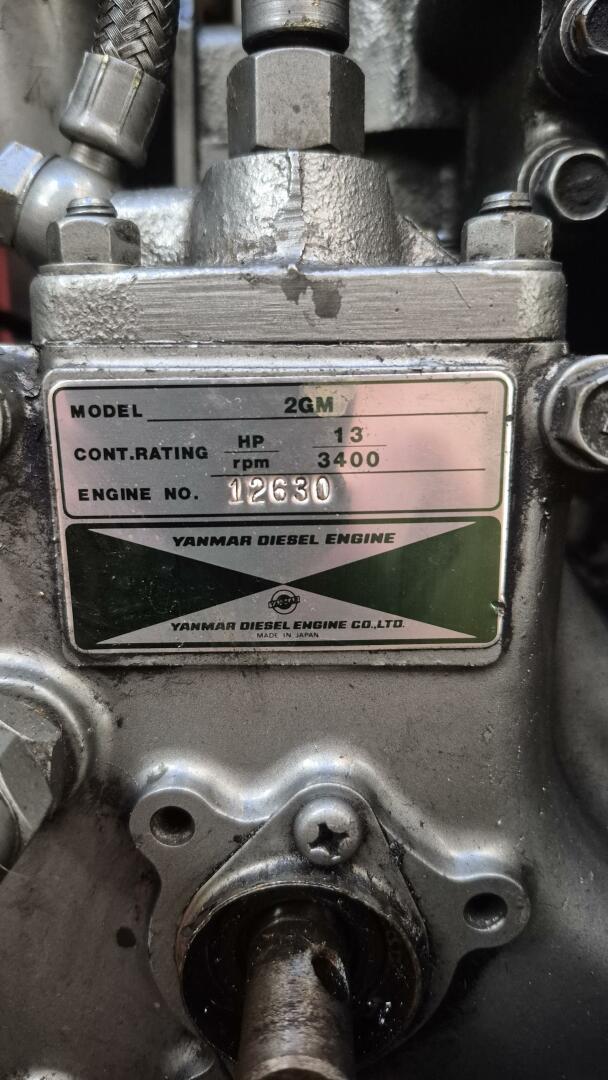 MODEL 2GM
CONT.RATING HP 13
rpm 3400
ENGINE NO. 12630
YANMAR DIESEL ENGINE
YANMAR
YANMAR DIESEL ENGINE CO.,LTD.
MADE IN JAPAN